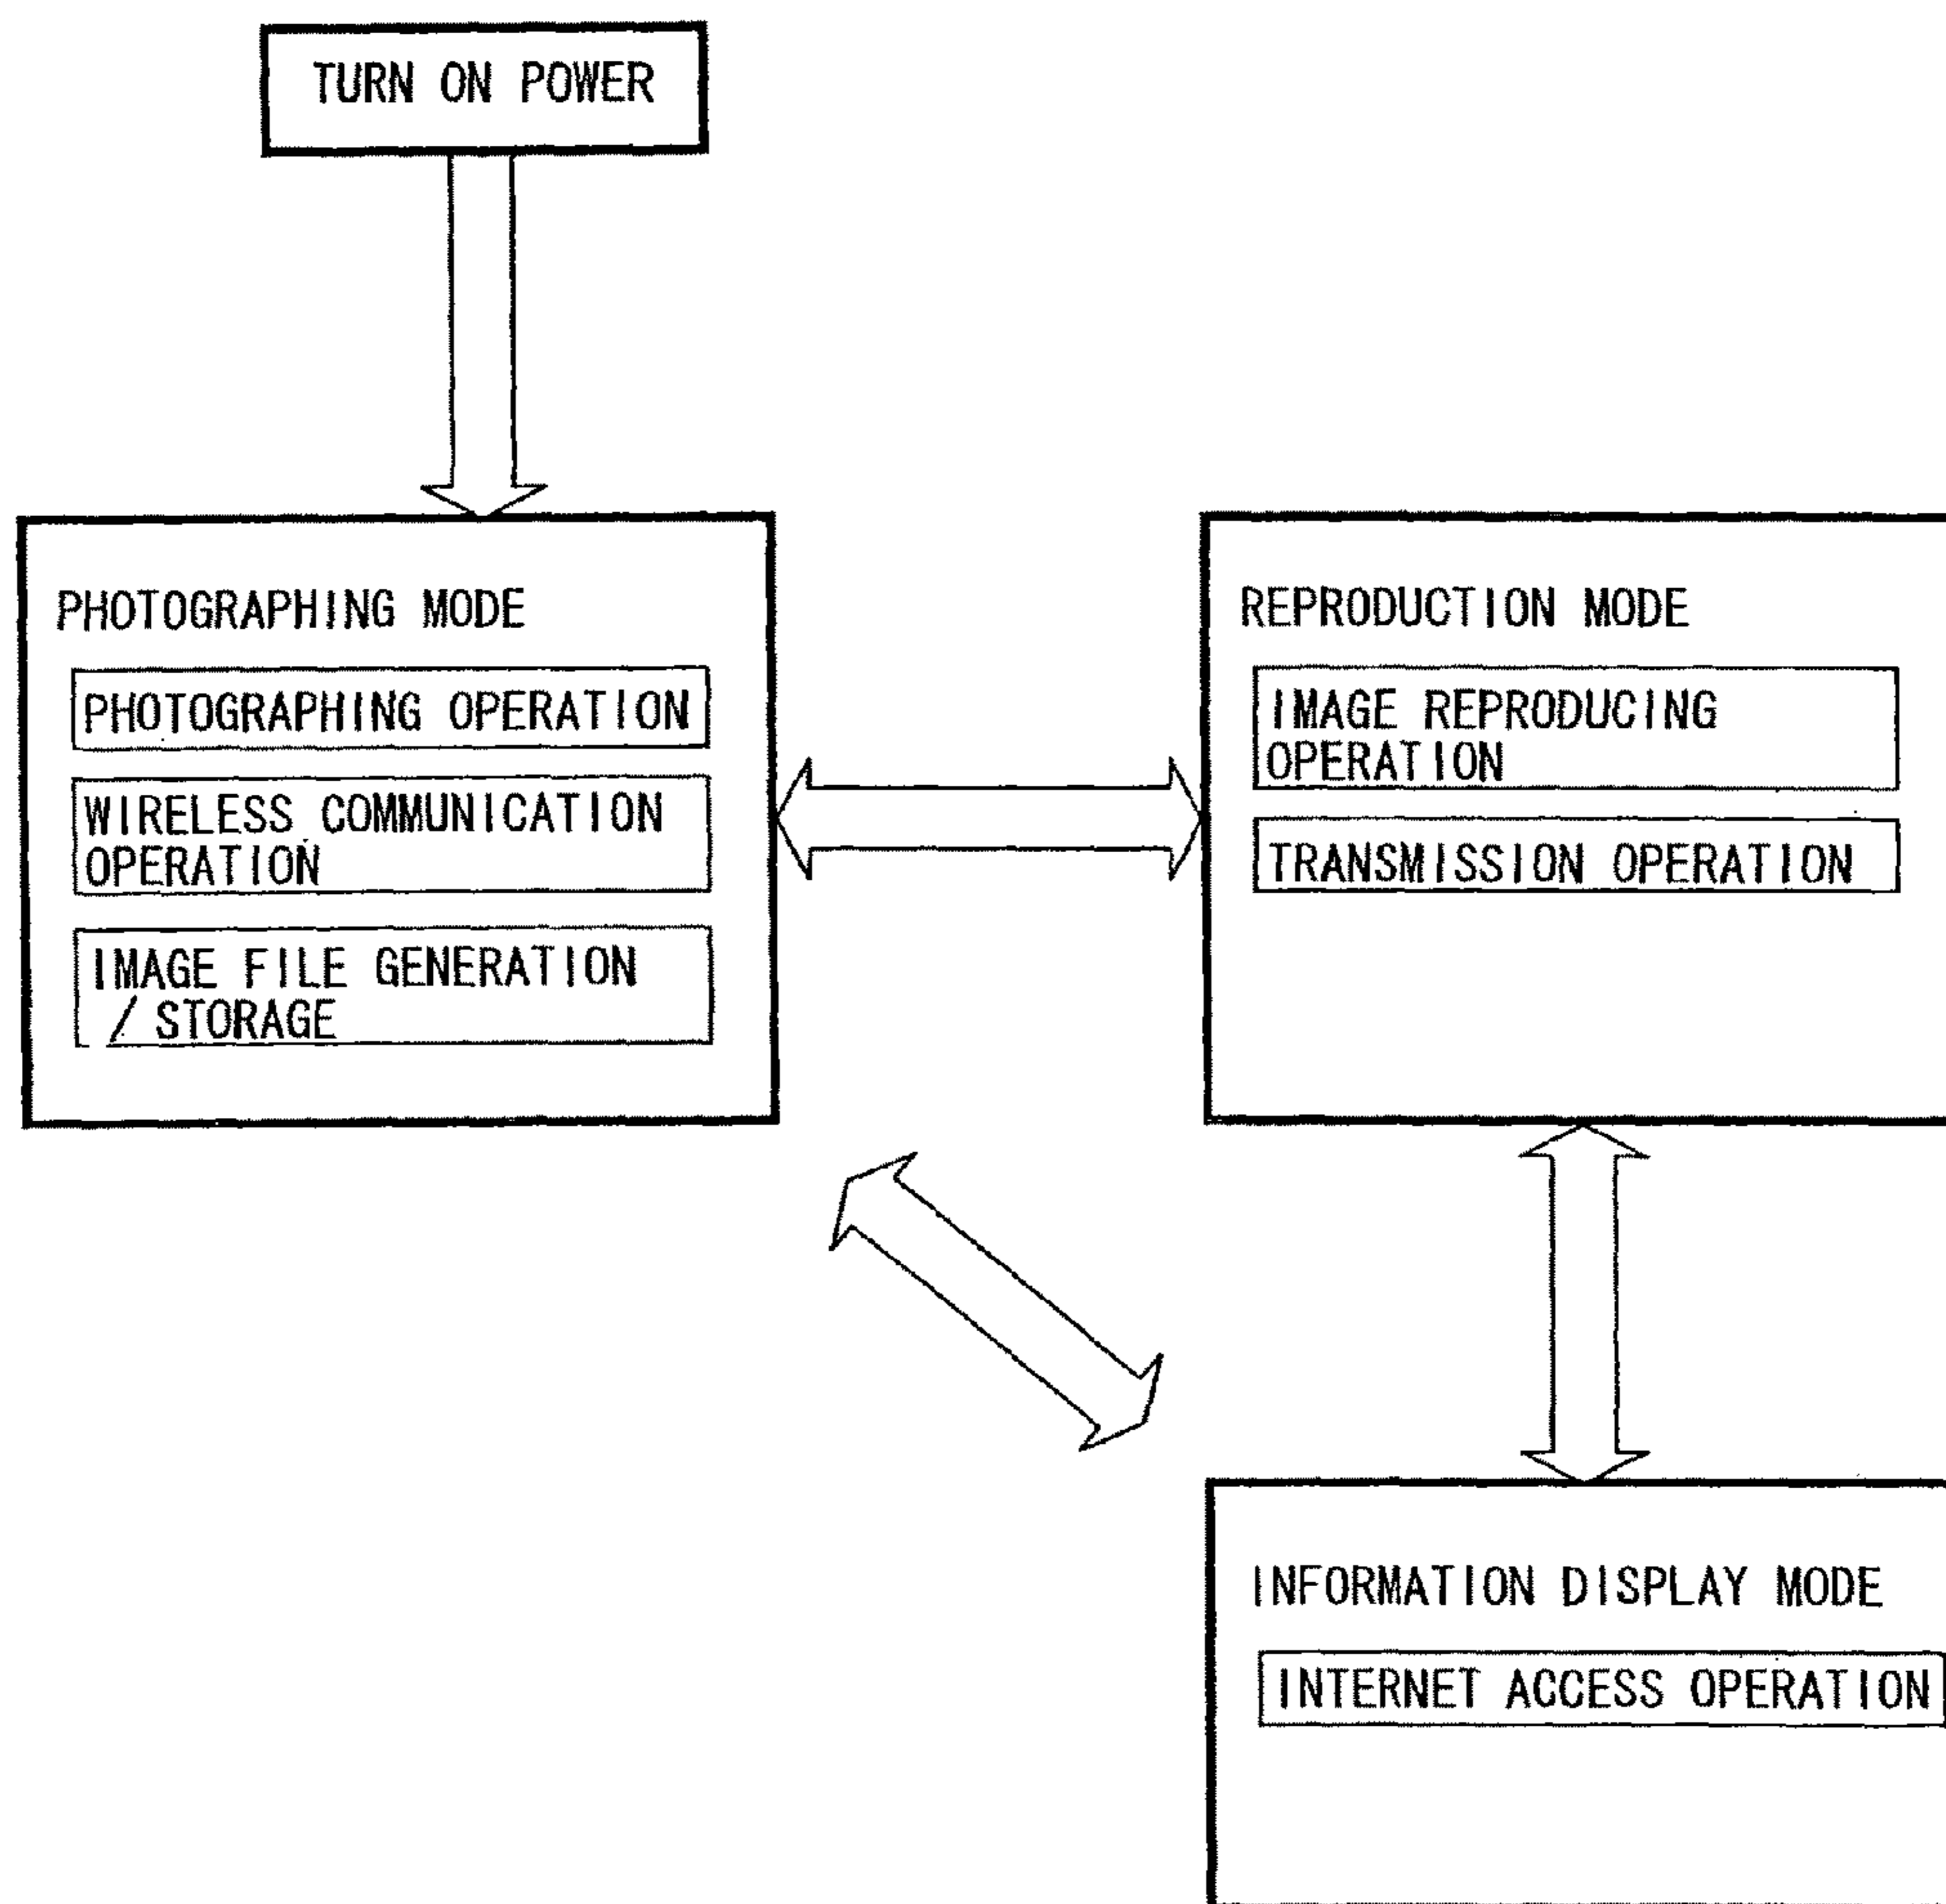 TURN ON POWER
PHOTOGRAPHING MODE
PHOTOGRAPHING OPERATION
WIRELESS COMMUNICATION
OPERATION
IMAGE FILE GENERATION
/ STORAGE
REPRODUCTION MODE
IMAGE REPRODUCING
OPERATION
TRANSMISSION OPERATION
INFORMATION DISPLAY MODE
INTERNET ACCESS OPERATION